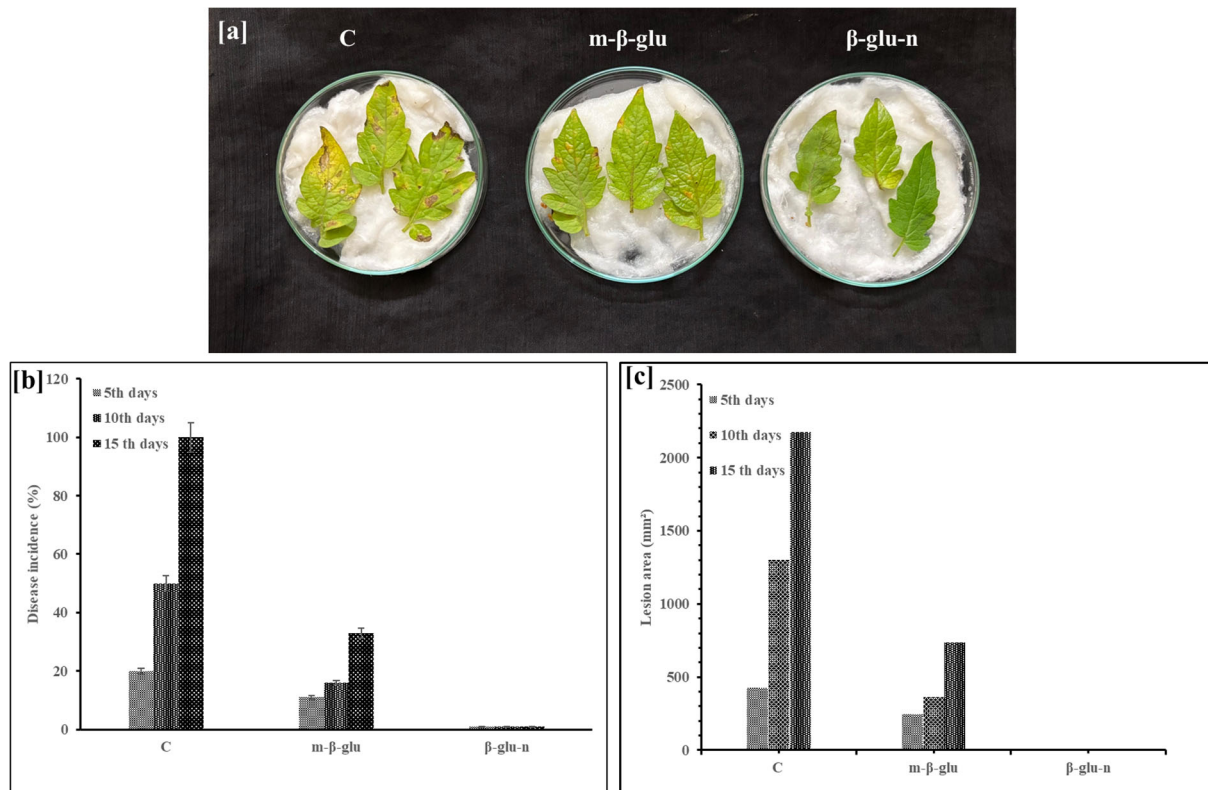 [a]
C m-β-glu β-glu-n
[b]
120
100
80
60
40
20
0
Disease incidence (%)
5th days
10th days
15 th days
C m-β-glu β-glu-n
[c]
2500
2000
1500
1000
500
0
Lesion area (mm²)
5th days
10th days
15 th days
C m-β-glu β-glu-n